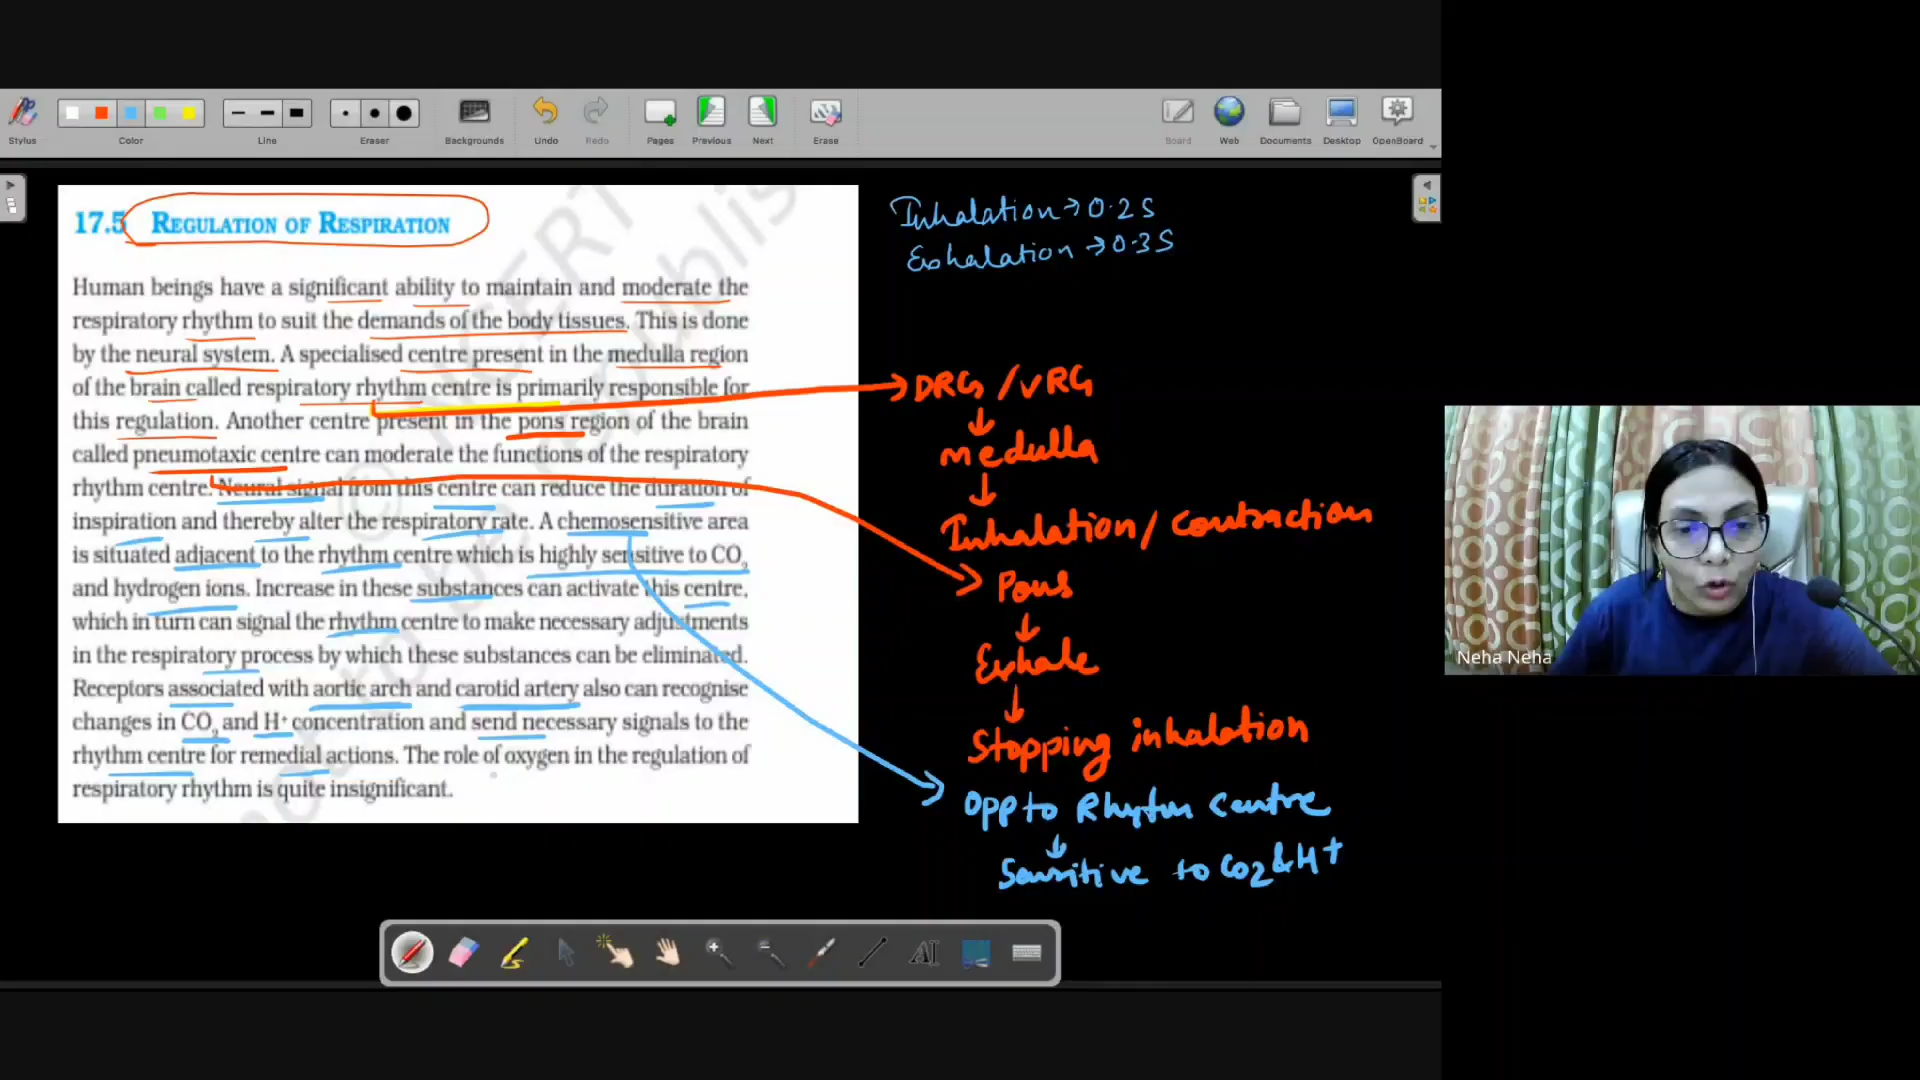 Stylus
Color
Line
Eraser
Backgrounds
Undo
Redo
Pages
Previous
Next
Erase
Board
Web
Documents
Desktop
OpenBoard
17.5 REGULATION OF RESPIRATION
Human beings have a significant ability to maintain and moderate the
respiratory rhythm to suit the demands of the body tissues. This is done
by the neural system. A specialised centre present in the medulla region
of the brain called respiratory rhythm centre is primarily responsible for
this regulation. Another centre present in the pons region of the brain
called pneumotaxic centre can moderate the functions of the respiratory
rhythm centre. Neural signal from this centre can reduce the duration of
inspiration and thereby alter the respiratory rate. A chemosensitive area
is situated adjacent to the rhythm centre which is highly sensitive to CO₂
and hydrogen ions. Increase in these substances can activate this centre,
which in turn can signal the rhythm centre to make necessary adjustments
in the respiratory process by which these substances can be eliminated.
Receptors associated with aortic arch and carotid artery also can recognise
changes in CO₂ and H⁺ concentration and send necessary signals to the
rhythm centre for remedial actions. The role of oxygen in the regulation of
respiratory rhythm is quite insignificant.
Inhalation → 0.2 S
Exhalation → 0.3 S
DRG / VRG
↓
medulla
↓
Inhalation / contraction
Pons
↓
Exhale
↓
Stopping inhalation
Opp to Rhythm Centre
↓
Sensitive to CO2 & H+
Neha Neha
AI